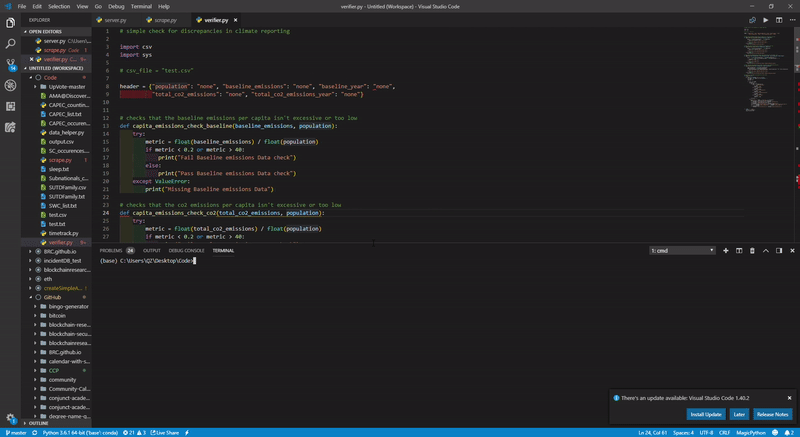 File Edit Selection View Go Debug Terminal Help
verifier.py - Untitled (Workspace) - Visual Studio Code
EXPLORER
OPEN EDITORS
server.py Code
scrape.py Code
verifier.py
UNTITLED (WORKSPACE)
Code
UpVote-master
AMA@Discover...
CAPEC_countin...
CAPEC_list.txt
CAPEC_occuren...
data_helper.py
output.csv
SC_occurences...
scrape.py
sleep.txt
Subnationals_c...
SUTDFamily.csv
SUTDFamily.txt
SWC_list.txt
test.csv
test.txt
timetrack.py
verifier.py
BRC.github.io
incidentDB_test
blockchainresear...
eth
createSimpleA...
GitHub
bingo-generator
bitcoin
blockchain-rese...
blockchain-secu...
blockchainresea...
BRC.github.io
calendar-with-s...
CCP
community
Community-Cal...
conjunct-acade...
conjunct-acade...
degree-name-g...
OUTLINE
server.py
scrape.py
verifier.py
1 # simple check for discrepancies in climate reporting
2
3 import csv
4 import sys
5
6 # csv_file = "test.csv"
7
8 header = {"population": "none", "baseline_emissions": "none", "baseline_year": "none",
9 "total_co2_emissions": "none", "total_co2_emissions_year": "none"}
10
11
12 # checks that the baseline emissions per capita isn't excessive or too low
13 def capita_emissions_check_baseline(baseline_emissions, population):
14 try:
15 metric = float(baseline_emissions) / float(population)
16 if metric < 0.2 or metric > 40:
17 print("Fail Baseline emissions Data check")
18 else:
19 print("Pass Baseline emissions Data check")
20 except ValueError:
21 print("Missing Baseline emissions Data")
22
23 # checks that the co2 emissions per capita isn't excessive or too low
24 def capita_emissions_check_co2(total_co2_emissions, population):
25 try:
26 metric = float(total_co2_emissions) / float(population)
27 if metric < 0.2 or metric > 40:
PROBLEMS 24 OUTPUT DEBUG CONSOLE TERMINAL
1: cmd
(base) C:\Users\QZ\Desktop\Code>
There's an update available: Visual Studio Code 1.40.2
Install Update Later Release Notes
master Python 3.6.1 64-bit ('base': conda) 21 3 Live Share
Ln 24, Col 61 Spaces: 4 UTF-8 CRLF MagicPython 2